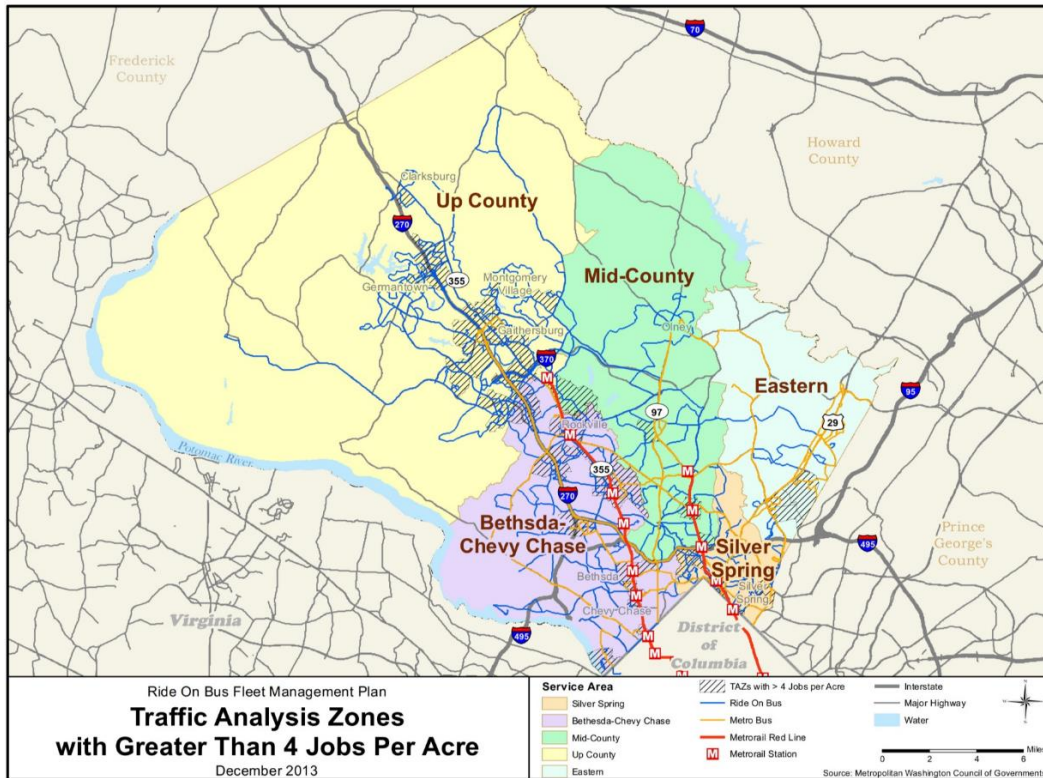 70
Frederick
County
Howard
County
Clarksburg
Up County
270
Mid-County
355
Montgomery
Village
Germantown
Olney
Gaithersburg
370
Eastern
95
97
29
Rockville
Potomac River
355
270
Bethsda-
Chevy Chase
Silver
Spring
Prince
George's
County
495
Bethesda
Silver
Spring
Chevy Chase
Virginia
District
of
Columbia
495
M
M
M
M
M
M
M
M
M
M
M
M
M
M
Ride On Bus Fleet Management Plan
Traffic Analysis Zones
with Greater Than 4 Jobs Per Acre
December 2013
Service Area
Silver Spring
Bethesda-Chevy Chase
Mid-County
Up County
Eastern
TAZs with > 4 Jobs per Acre
Ride On Bus
Metro Bus
Metrorail Red Line
M Metrorail Station
Interstate
Major Highway
Water
0 2 4 6 Miles
Source: Metropolitan Washington Council of Governments